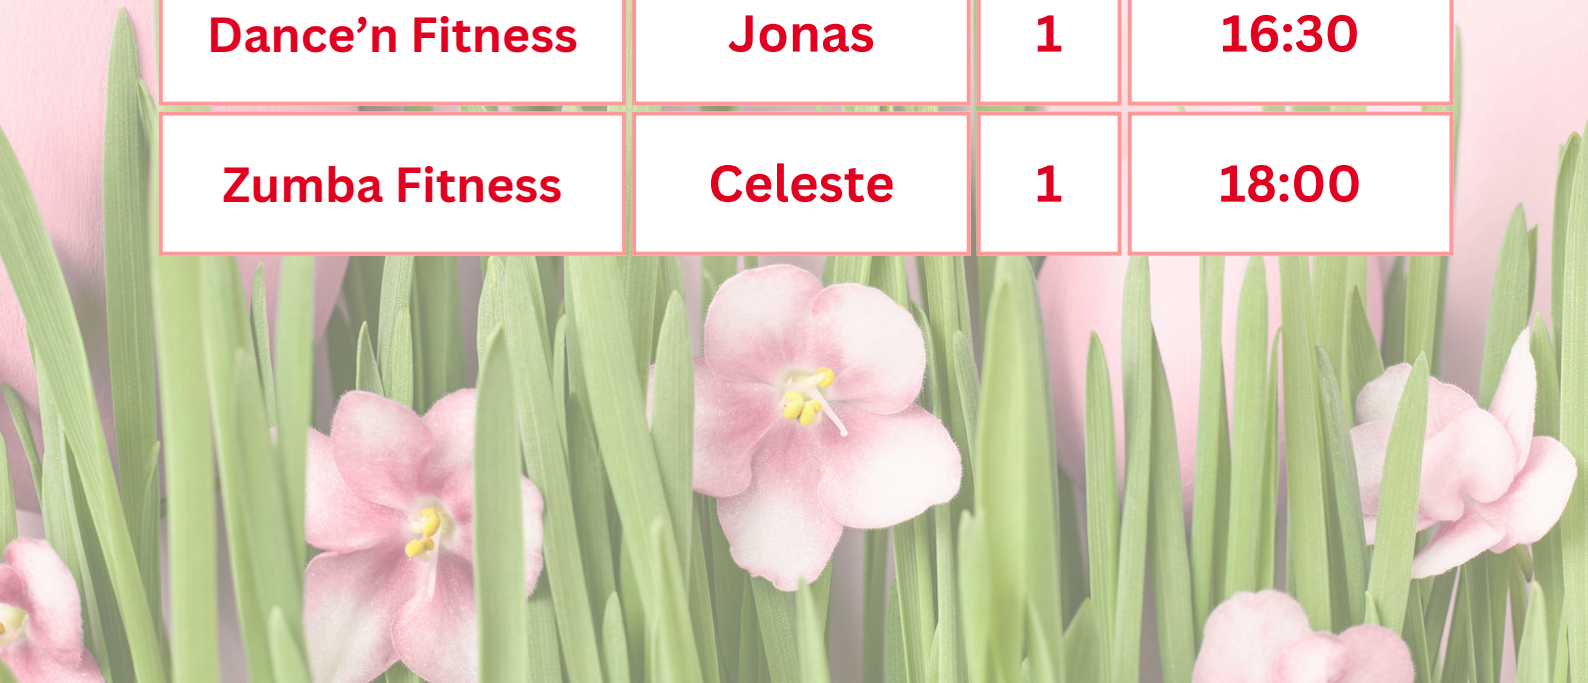 Dance’n Fitness Jonas 1 16:30
Zumba Fitness Celeste 1 18:00